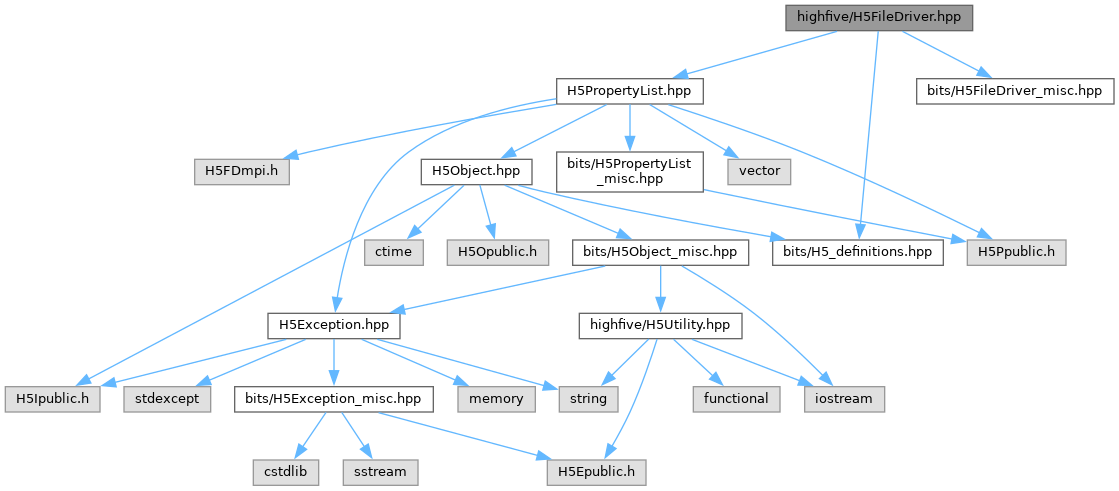 highfive/H5FileDriver.hpp
H5PropertyList.hpp
bits/H5FileDriver_misc.hpp
H5FDmpi.h
H5Object.hpp
bits/H5PropertyList
_misc.hpp
vector
ctime
H5Opublic.h
bits/H5Object_misc.hpp
bits/H5_definitions.hpp
H5Ppublic.h
H5Exception.hpp
highfive/H5Utility.hpp
H5Ipublic.h
stdexcept
bits/H5Exception_misc.hpp
memory
string
functional
iostream
cstdlib
sstream
H5Epublic.h